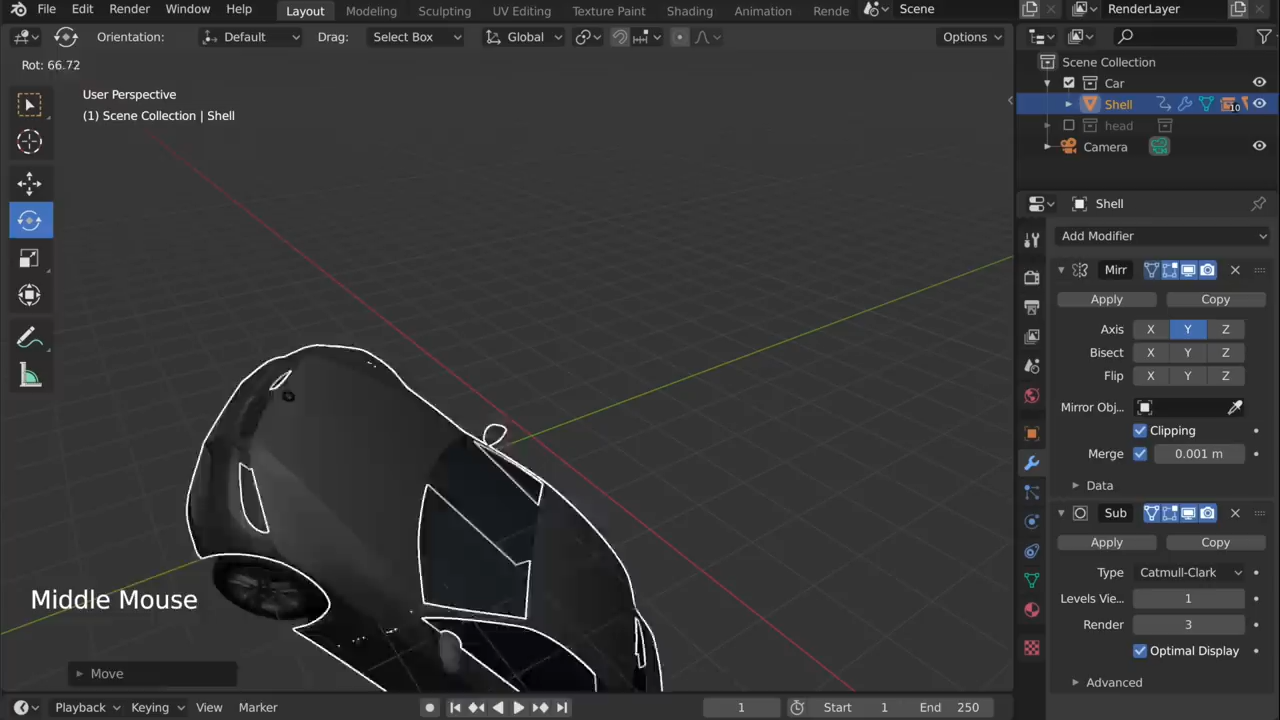 File Edit Render Window Help Layout Modeling Sculpting UV Editing Texture Paint Shading Animation Rende Scene RenderLayer
Orientation: Default Drag: Select Box Global Options
Rot: 66.72
User Perspective
(1) Scene Collection | Shell
Middle Mouse
Move
Scene Collection
Car
Shell
10
head
Camera
Shell
Add Modifier
Mirr
Apply Copy
Axis X Y Z
Bisect X Y Z
Flip X Y Z
Mirror Obj...
Clipping
Merge 0.001 m
Data
Sub
Apply Copy
Type Catmull-Clark
Levels Vie... 1
Render 3
Optimal Display
Advanced
Playback Keying View Marker 1 Start 1 End 250